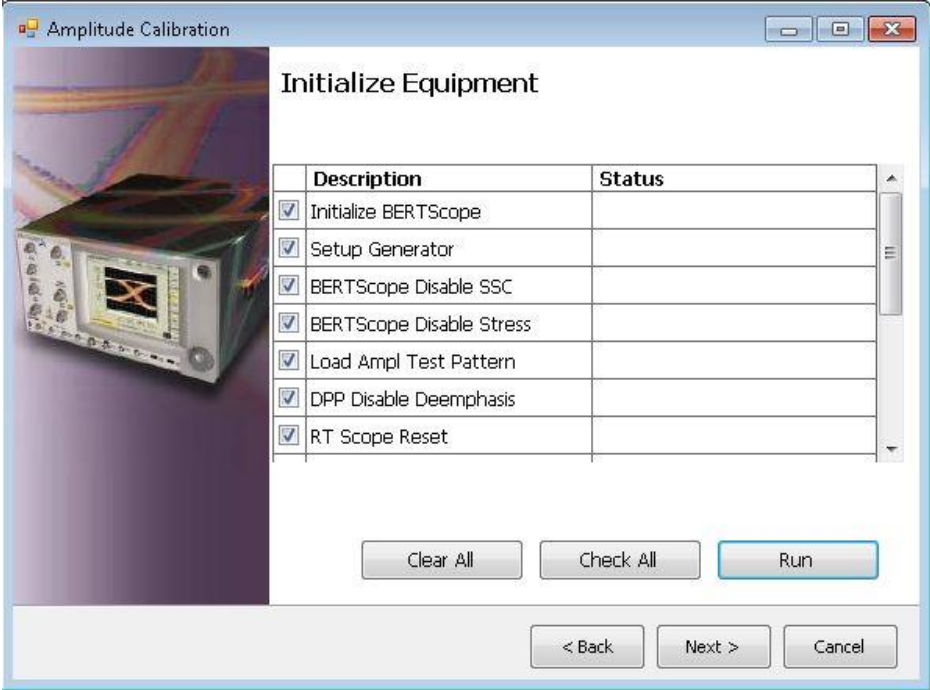 Amplitude Calibration
Initialize Equipment
Description Status
Initialize BERTScope
Setup Generator
BERTScope Disable SSC
BERTScope Disable Stress
Load Ampl Test Pattern
DPP Disable Deemphasis
RT Scope Reset
Clear All Check All Run
< Back Next > Cancel